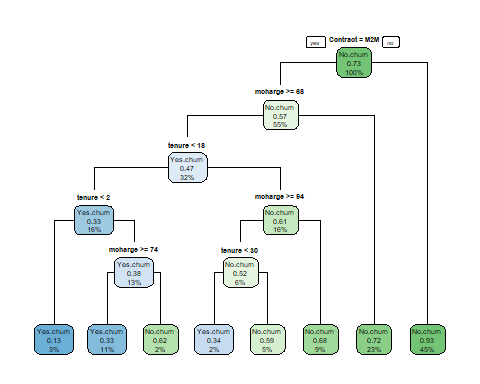 yes Contract = M2M no
No.churn
0.73
100%
mcharge >= 68
No.churn
0.57
55%
tenure < 18
Yes.churn
0.47
32%
tenure < 2
mcharge >= 94
Yes.churn
0.33
16%
No.churn
0.61
16%
mcharge >= 74
tenure < 30
Yes.churn
0.38
13%
No.churn
0.52
6%
Yes.churn
0.13
3%
Yes.churn
0.33
11%
No.churn
0.62
2%
Yes.churn
0.34
2%
No.churn
0.59
5%
No.churn
0.68
9%
No.churn
0.72
23%
No.churn
0.93
45%